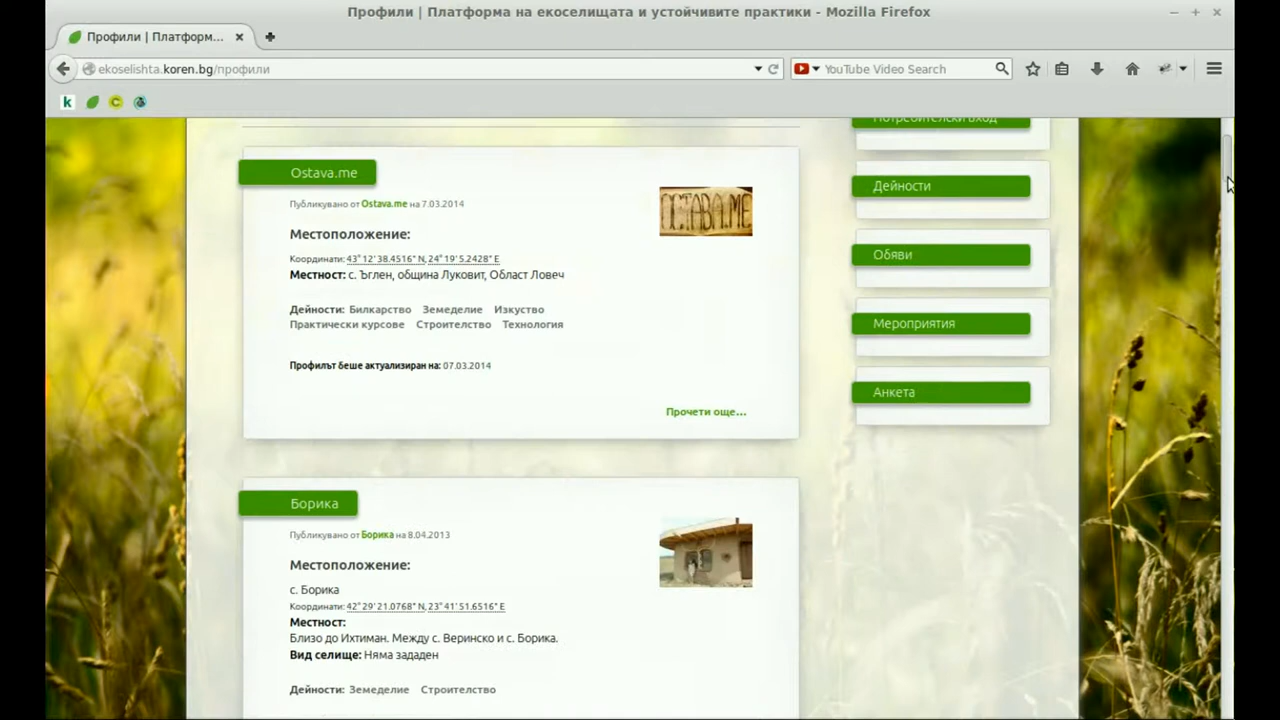 Профили | Платформа на екоселищата и устойчивите практики - Mozilla Firefox
Профили | Платформ...
ekoselishta.koren.bg/профили
YouTube Video Search
k
C
Потребителски вход
Ostava.me
Публикувано от Ostava.me на 7.03.2014
ОСТАВА.МЕ
Местоположение:
Координати: 43° 12' 38.4516" N, 24° 19' 5.2428" E
Местност: с. Ъглен, община Луковит, Област Ловеч
Дейности: Билкарство Земеделие Изкуство
Практически курсове Строителство Технология
Профилът беше актуализиран на: 07.03.2014
Прочети още...
Дейности
Обяви
Мероприятия
Анкета
Борика
Публикувано от Борика на 8.04.2013
Местоположение:
с. Борика
Координати: 42° 29' 21.0768" N, 23° 41' 51.6516" E
Местност:
Близо до Ихтиман. Между с. Веринско и с. Борика.
Вид селище: Няма зададен
Дейности: Земеделие Строителство